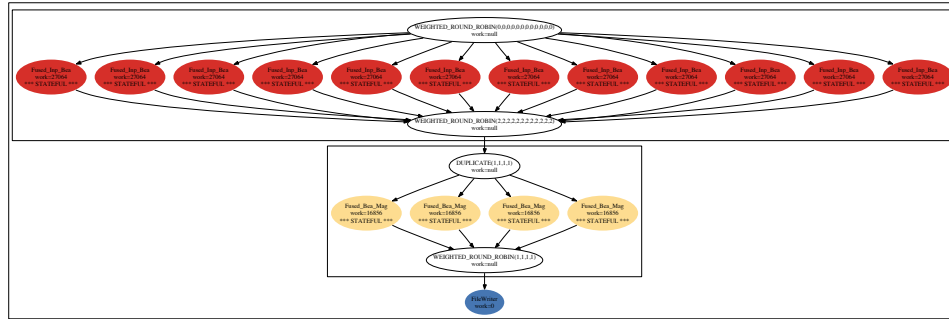 WEIGHTED_ROUND_ROBIN(0,0,0,0,0,0,0,0,0,0,0,0)
work=null
Fused_Inp_Bea
work=27064
*** STATEFUL ***
Fused_Inp_Bea
work=27064
*** STATEFUL ***
Fused_Inp_Bea
work=27064
*** STATEFUL ***
Fused_Inp_Bea
work=27064
*** STATEFUL ***
Fused_Inp_Bea
work=27064
*** STATEFUL ***
Fused_Inp_Bea
work=27064
*** STATEFUL ***
Fused_Inp_Bea
work=27064
*** STATEFUL ***
Fused_Inp_Bea
work=27064
*** STATEFUL ***
Fused_Inp_Bea
work=27064
*** STATEFUL ***
Fused_Inp_Bea
work=27064
*** STATEFUL ***
Fused_Inp_Bea
work=27064
*** STATEFUL ***
Fused_Inp_Bea
work=27064
*** STATEFUL ***
WEIGHTED_ROUND_ROBIN(2,2,2,2,2,2,2,2,2,2,2,2)
work=null
DUPLICATE(1,1,1,1)
work=null
Fused_Bea_Mag
work=16856
*** STATEFUL ***
Fused_Bea_Mag
work=16856
*** STATEFUL ***
Fused_Bea_Mag
work=16856
*** STATEFUL ***
Fused_Bea_Mag
work=16856
*** STATEFUL ***
WEIGHTED_ROUND_ROBIN(1,1,1,1)
work=null
FileWriter
work=0